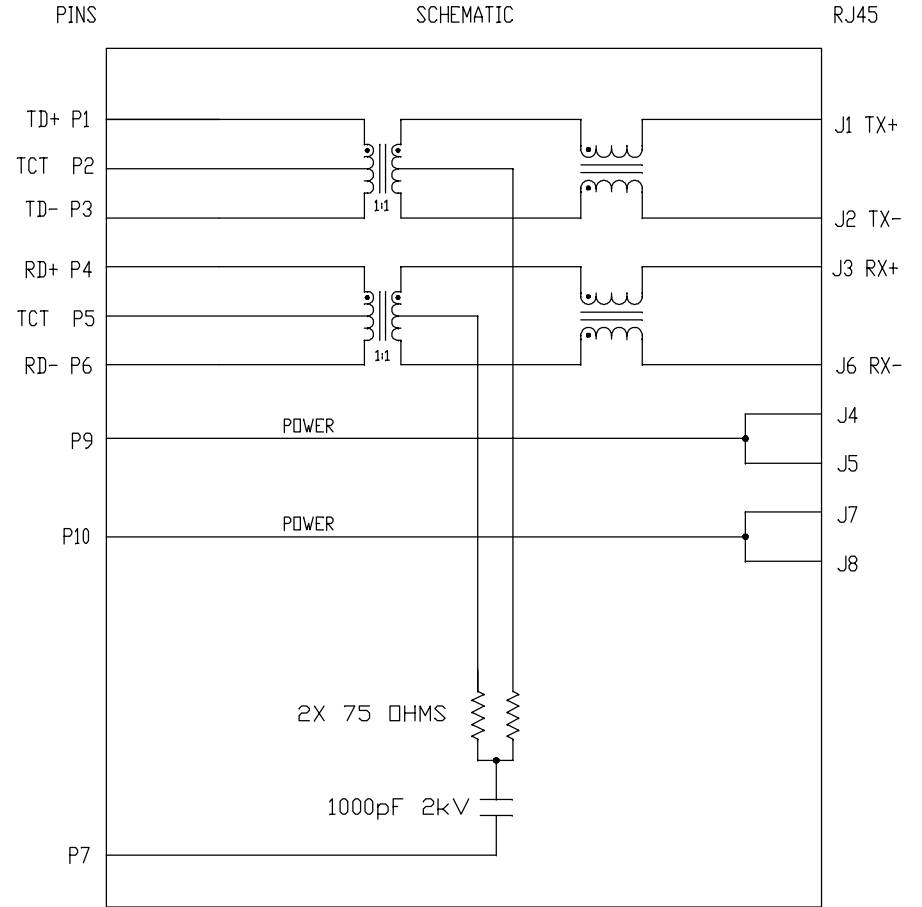 PINS SCHEMATIC RJ45
TD+ P1
J1 TX+
TCT P2
1:1
TD- P3
J2 TX-
RD+ P4
J3 RX+
TCT P5
1:1
RD- P6
J6 RX-
J4
POWER
P9
J5
J7
POWER
P10
J8
2X 75 OHMS
1000pF 2kV
P7